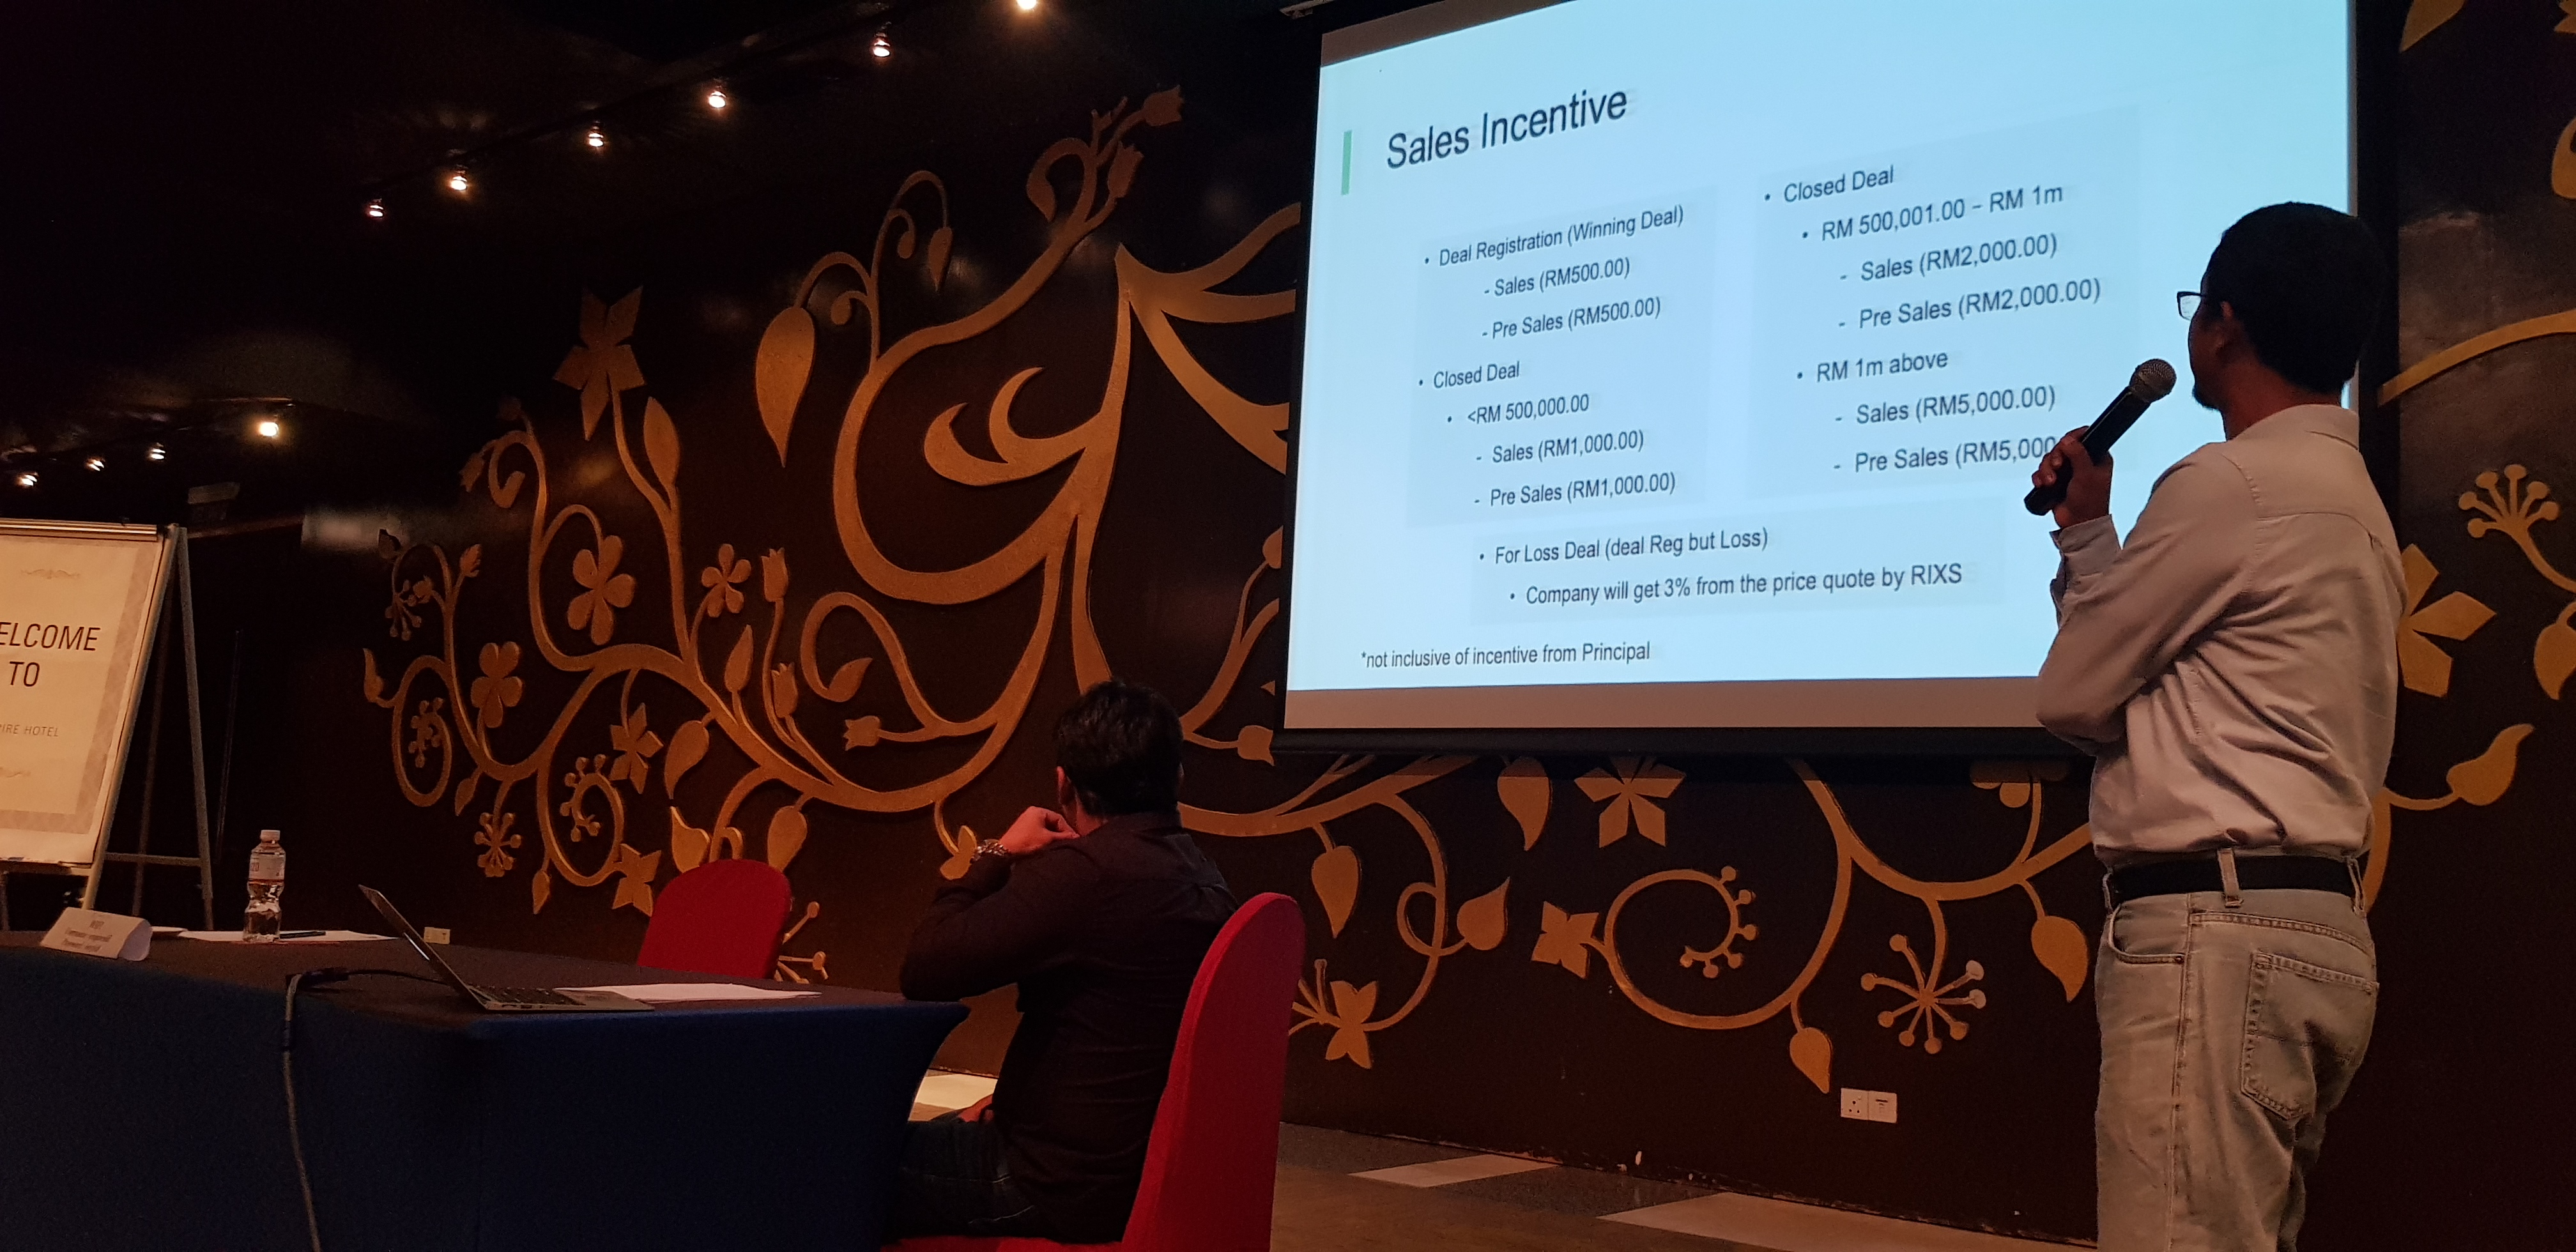 Sales Incentive
• Deal Registration (Winning Deal)
- Sales (RM500.00)
- Pre Sales (RM500.00)
• Closed Deal
• <RM 500,000.00
- Sales (RM1,000.00)
- Pre Sales (RM1,000.00)
• Closed Deal
• RM 500,001.00 – RM 1m
- Sales (RM2,000.00)
- Pre Sales (RM2,000.00)
• RM 1m above
- Sales (RM5,000.00)
- Pre Sales (RM5,000
• For Loss Deal (deal Reg but Loss)
• Company will get 3% from the price quote by RIXS
*not inclusive of incentive from Principal
ELCOME
TO
PIRE HOTEL